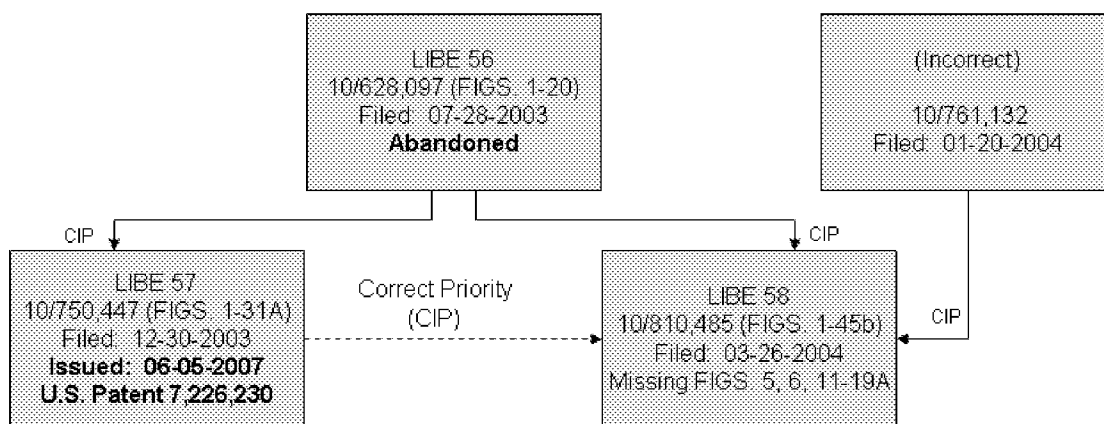 LIBE 56
10/628,097 (FIGS. 1-20)
Filed: 07-28-2003
Abandoned
(Incorrect)
10/761,132
Filed: 01-20-2004
CIP
CIP
LIBE 57
10/750,447 (FIGS. 1-31A)
Filed: 12-30-2003
Issued: 06-05-2007
U.S. Patent 7,226,230
Correct Priority
(CIP)
LIBE 58
10/810,485 (FIGS. 1-45b)
Filed: 03-26-2004
Missing FIGS. 5, 6, 11-19A
CIP